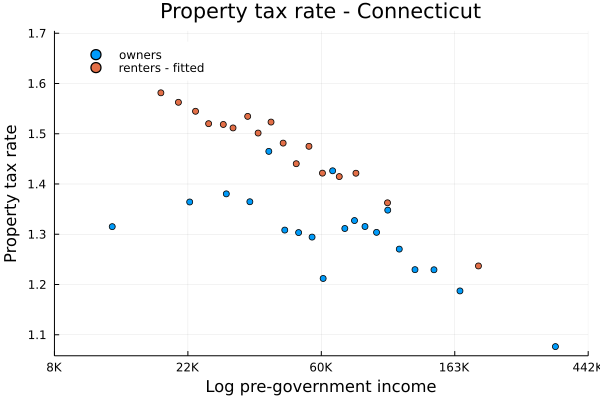 Property tax rate - Connecticut
1.7
1.6
1.5
1.4
1.3
1.2
1.1
Property tax rate
owners
renters - fitted
8K 22K 60K 163K 442K
Log pre-government income